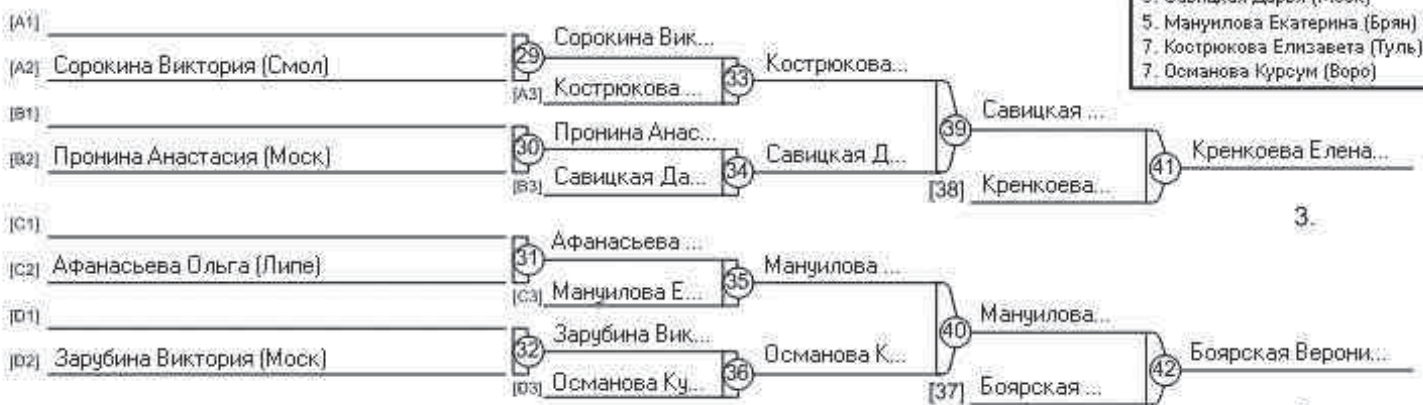 5. Мануилова Екатерина (Брян)
7. Кострюкова Елизавета (Туль)
7. Османова Курсум (Воро)
[A1]
[A2] Сорокина Виктория (Смол)
29
Сорокина Вик...
[A3] Кострюкова ...
33
Кострюкова...
[B1]
[B2] Пронина Анастасия (Моск)
30
Пронина Анас...
[B3] Савицкая Да...
34
Савицкая Д...
39
Савицкая ...
[38] Кренкоева...
41
Кренкоева Елена...
3.
[C1]
[C2] Афанасьева Ольга (Липе)
31
Афанасьева ...
[C3] Мануилова Е...
35
Мануилова ...
[D1]
[D2] Зарубина Виктория (Моск)
32
Зарубина Вик...
[D3] Османова Ку...
36
Османова К...
40
Мануилова...
[37] Боярская ...
42
Боярская Верони...